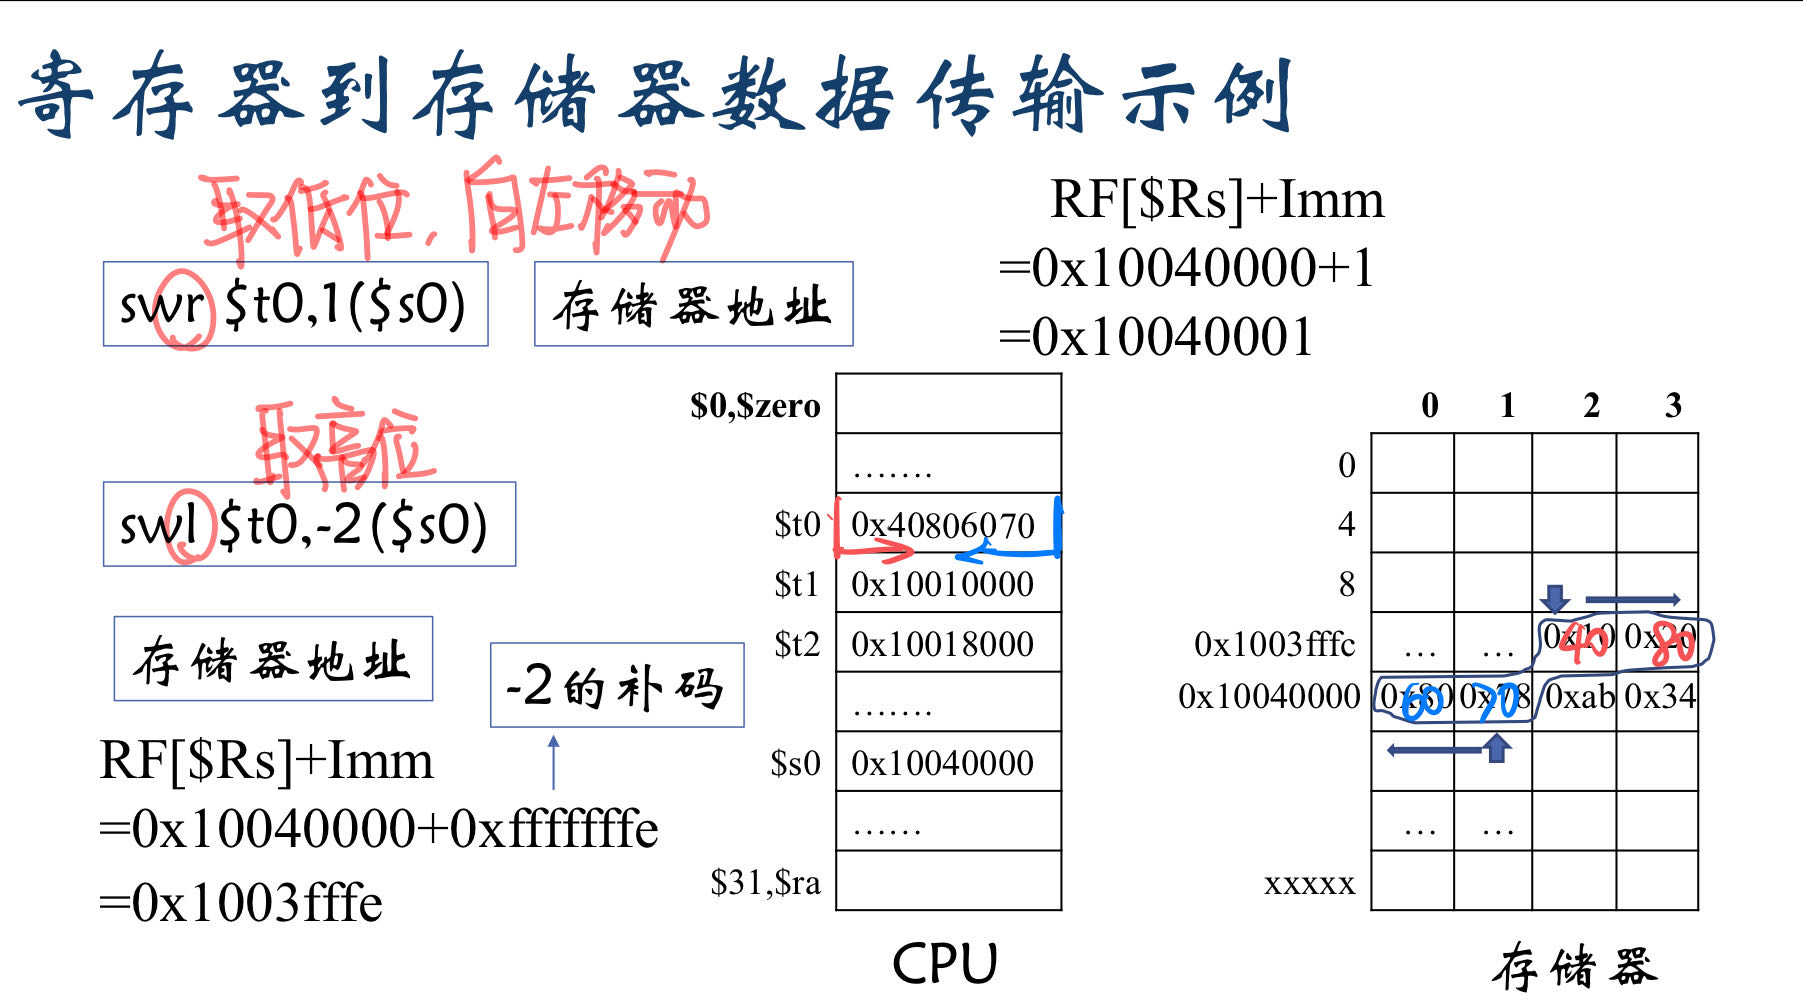 寄存器到存储器数据传输示例
取低位，向左移动
swr $t0,1($s0)
存储器地址
RF[$Rs]+Imm
=0x10040000+1
=0x10040001
取高位
swl $t0,-2($s0)
存储器地址
-2的补码
RF[$Rs]+Imm
=0x10040000+0xfffffffe
=0x1003fffe
$0,$zero
.......
$t0 0x40806070
$t1 0x10010000
$t2 0x10018000
.......
$s0 0x10040000
......
$31,$ra
CPU
0 1 2 3
0
4
8
0x1003fffc ... ... 0x10 0x20
40 80
0x10040000 0x80 0x78 0xab 0x34
60 70
... ...
xxxxx
存储器